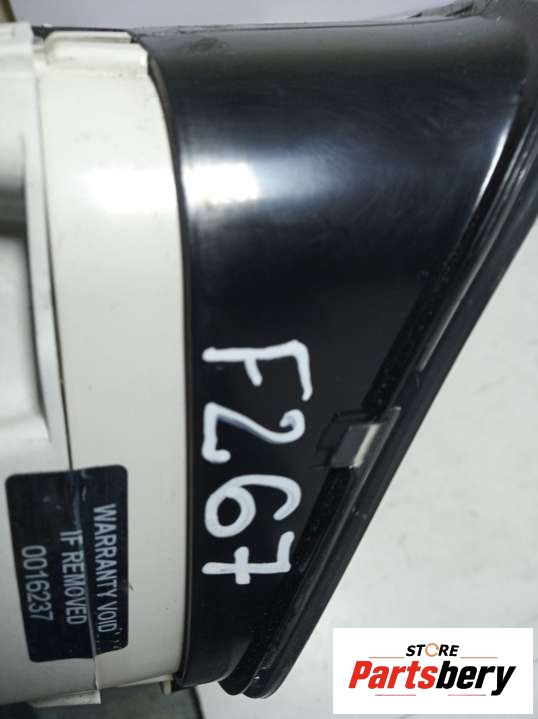 F267
WARRANTY VOID
IF REMOVED
0016237
STORE
Partsbery